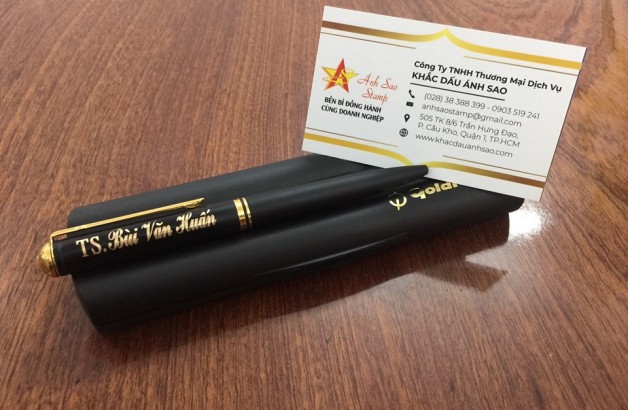 Ánh Sao
Stamp
BỀN BỈ ĐỒNG HÀNH
CÙNG DOANH NGHIỆP
Công Ty TNHH Thương Mại Dịch Vụ
KHẮC DẤU ÁNH SAO
(028) 38 388 399 - 0903 519 241
anhsaostamp@gmail.com
505 TK 8/6 Trần Hưng Đạo,
P. Cầu Kho, Quận 1, TP.HCM
www.khacdauanhsao.com
TS. Bùi Văn Huấn